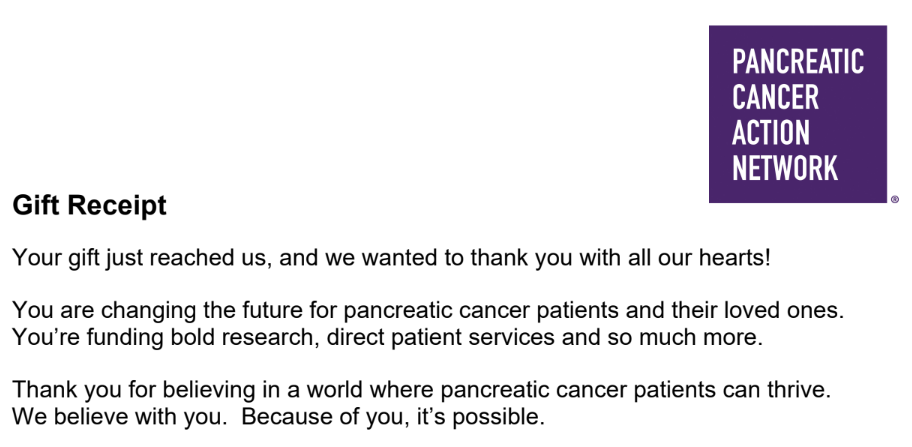 PANCREATIC
CANCER
ACTION
NETWORK
®
Gift Receipt
Your gift just reached us, and we wanted to thank you with all our hearts!
You are changing the future for pancreatic cancer patients and their loved ones.
You’re funding bold research, direct patient services and so much more.
Thank you for believing in a world where pancreatic cancer patients can thrive.
We believe with you.  Because of you, it’s possible.